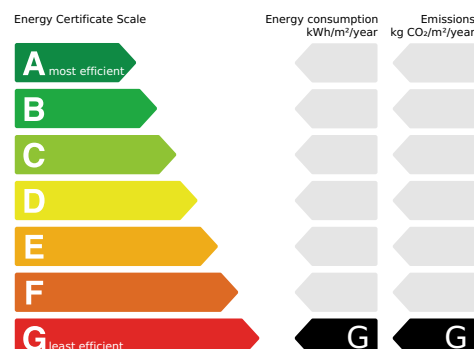 Energy Certificate Scale
Energy consumption
kWh/m²/year
Emissions
kg CO₂/m²/year
A most efficient
B
C
D
E
F
G least efficient
G
G